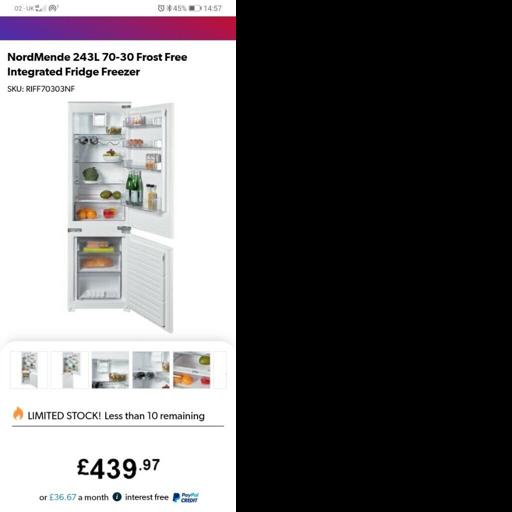 O2 - UK 45% 14:57
NordMende 243L 70-30 Frost Free
Integrated Fridge Freezer
SKU: RIFF70303NF
LIMITED STOCK! Less than 10 remaining
£439.97
or £36.67 a month i interest free PayPal CREDIT